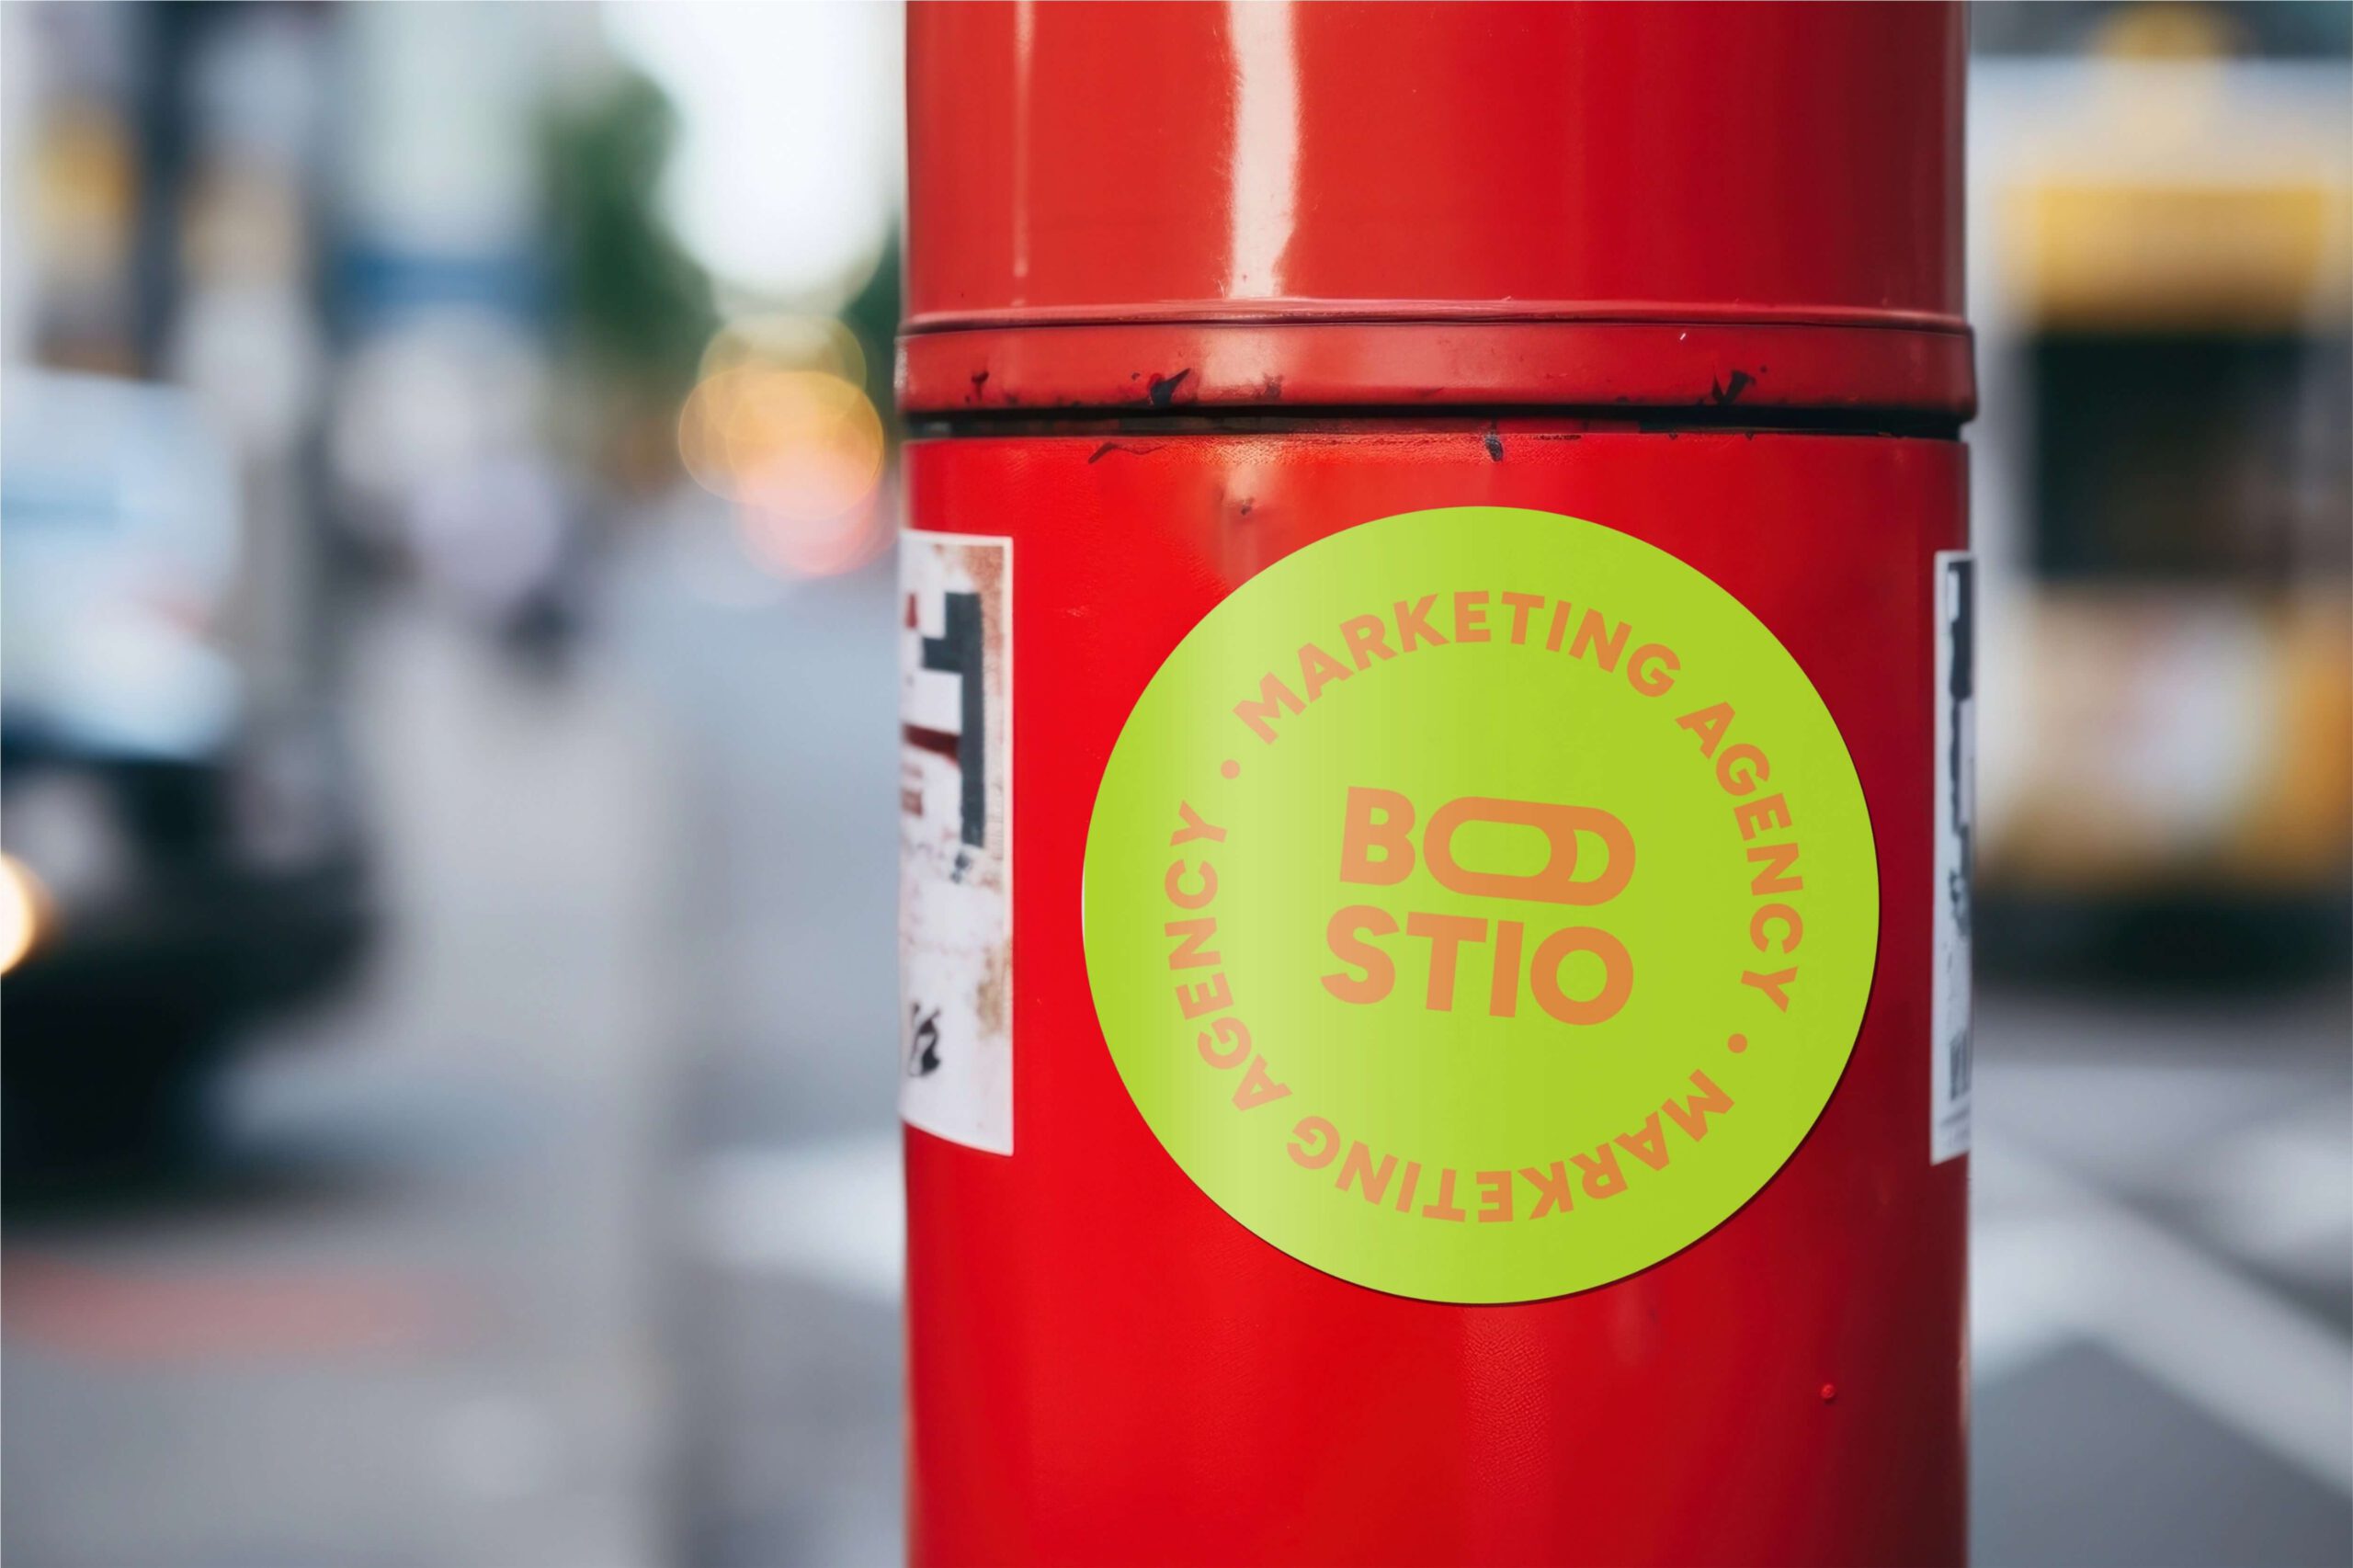 MARKETING AGENCY • MARKETING AGENCY •
BOO
STIO